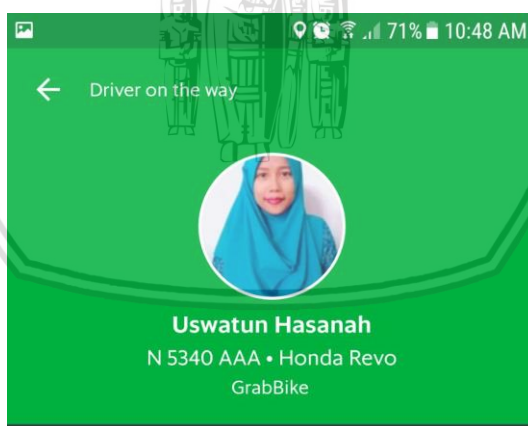 71% 10:48 AM
Driver on the way
Uswatun Hasanah
N 5340 AAA • Honda Revo
GrabBike